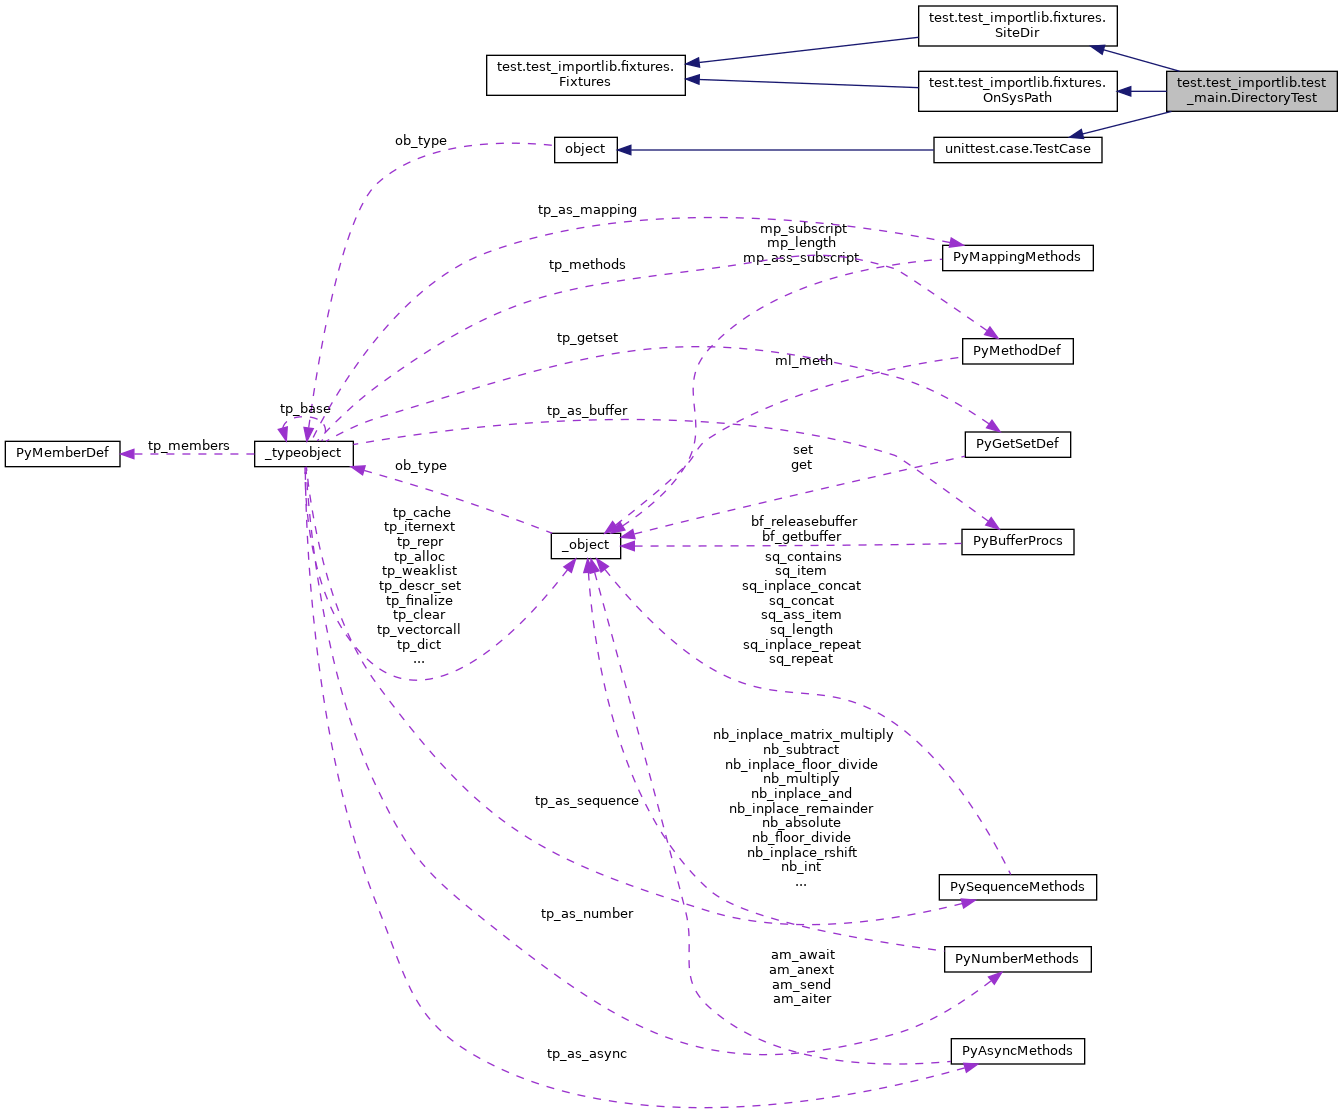 test.test_importlib.fixtures.
SiteDir
test.test_importlib.fixtures.
Fixtures
test.test_importlib.fixtures.
OnSysPath
test.test_importlib.test
_main.DirectoryTest
ob_type
object
unittest.case.TestCase
tp_as_mapping
mp_subscript
mp_length
mp_ass_subscript
PyMappingMethods
tp_methods
tp_getset
PyMethodDef
ml_meth
tp_base
tp_as_buffer
PyMemberDef
tp_members
_typeobject
PyGetSetDef
ob_type
set
get
tp_cache
tp_iternext
tp_repr
tp_alloc
tp_weaklist
tp_descr_set
tp_finalize
tp_clear
tp_vectorcall
tp_dict
...
_object
bf_releasebuffer
bf_getbuffer
PyBufferProcs
sq_contains
sq_item
sq_inplace_concat
sq_concat
sq_ass_item
sq_length
sq_inplace_repeat
sq_repeat
nb_inplace_matrix_multiply
nb_subtract
nb_inplace_floor_divide
nb_multiply
nb_inplace_and
nb_inplace_remainder
nb_absolute
nb_floor_divide
nb_inplace_rshift
nb_int
...
tp_as_sequence
PySequenceMethods
tp_as_number
PyNumberMethods
am_await
am_anext
am_send
am_aiter
tp_as_async
PyAsyncMethods